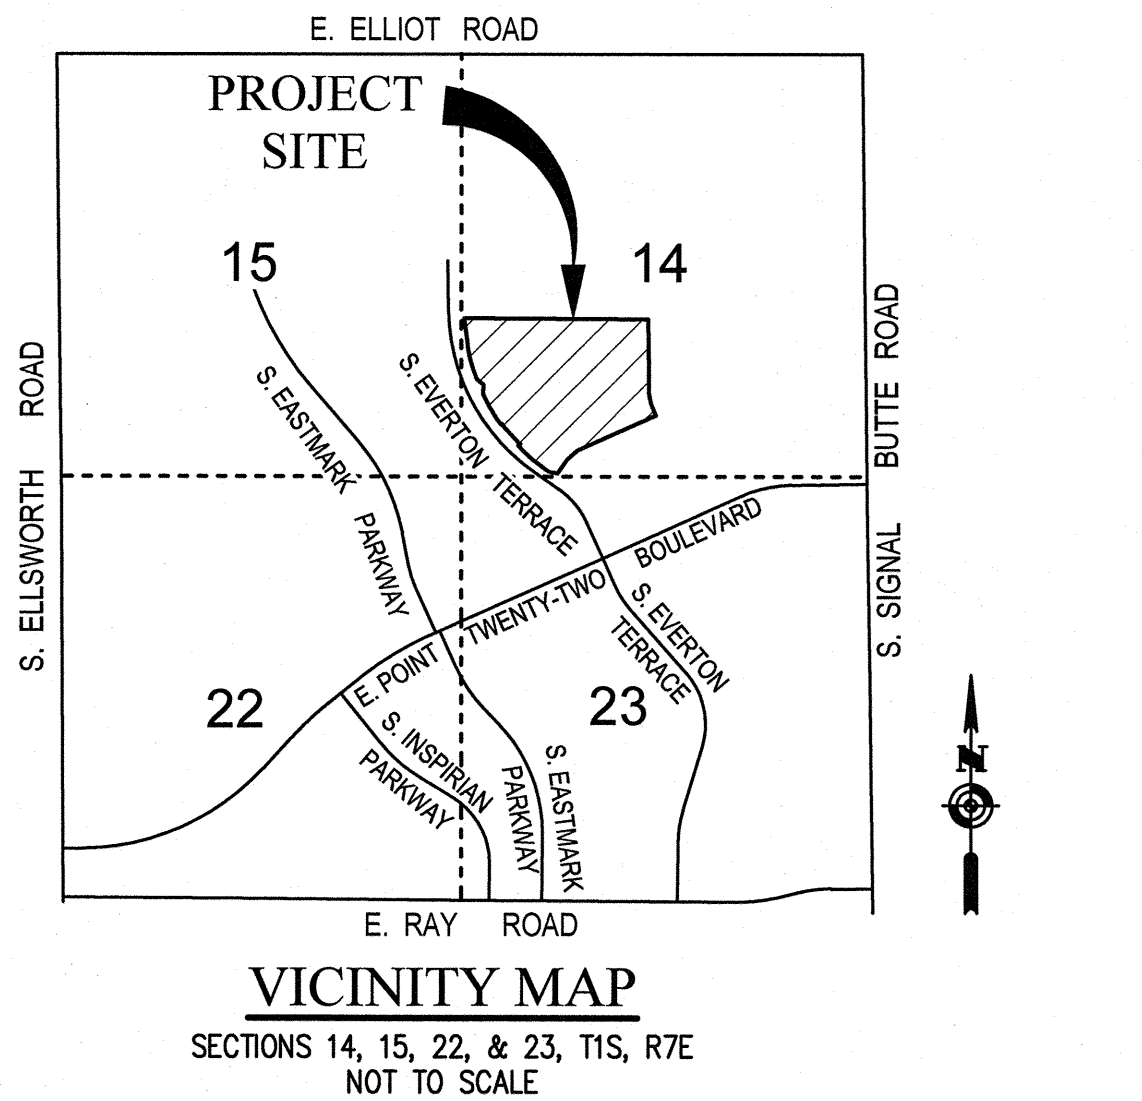 E. ELLIOT ROAD
PROJECT
SITE
15
14
S. ELLSWORTH ROAD
S. SIGNAL BUTTE ROAD
S. EASTMARK PARKWAY
S. EVERTON TERRACE
E. POINT TWENTY-TWO BOULEVARD
S. EVERTON
TERRACE
22
23
S. INSPIRIAN
PARKWAY
S. EASTMARK
PARKWAY
N
E. RAY ROAD
VICINITY MAP
SECTIONS 14, 15, 22, & 23, T1S, R7E
NOT TO SCALE